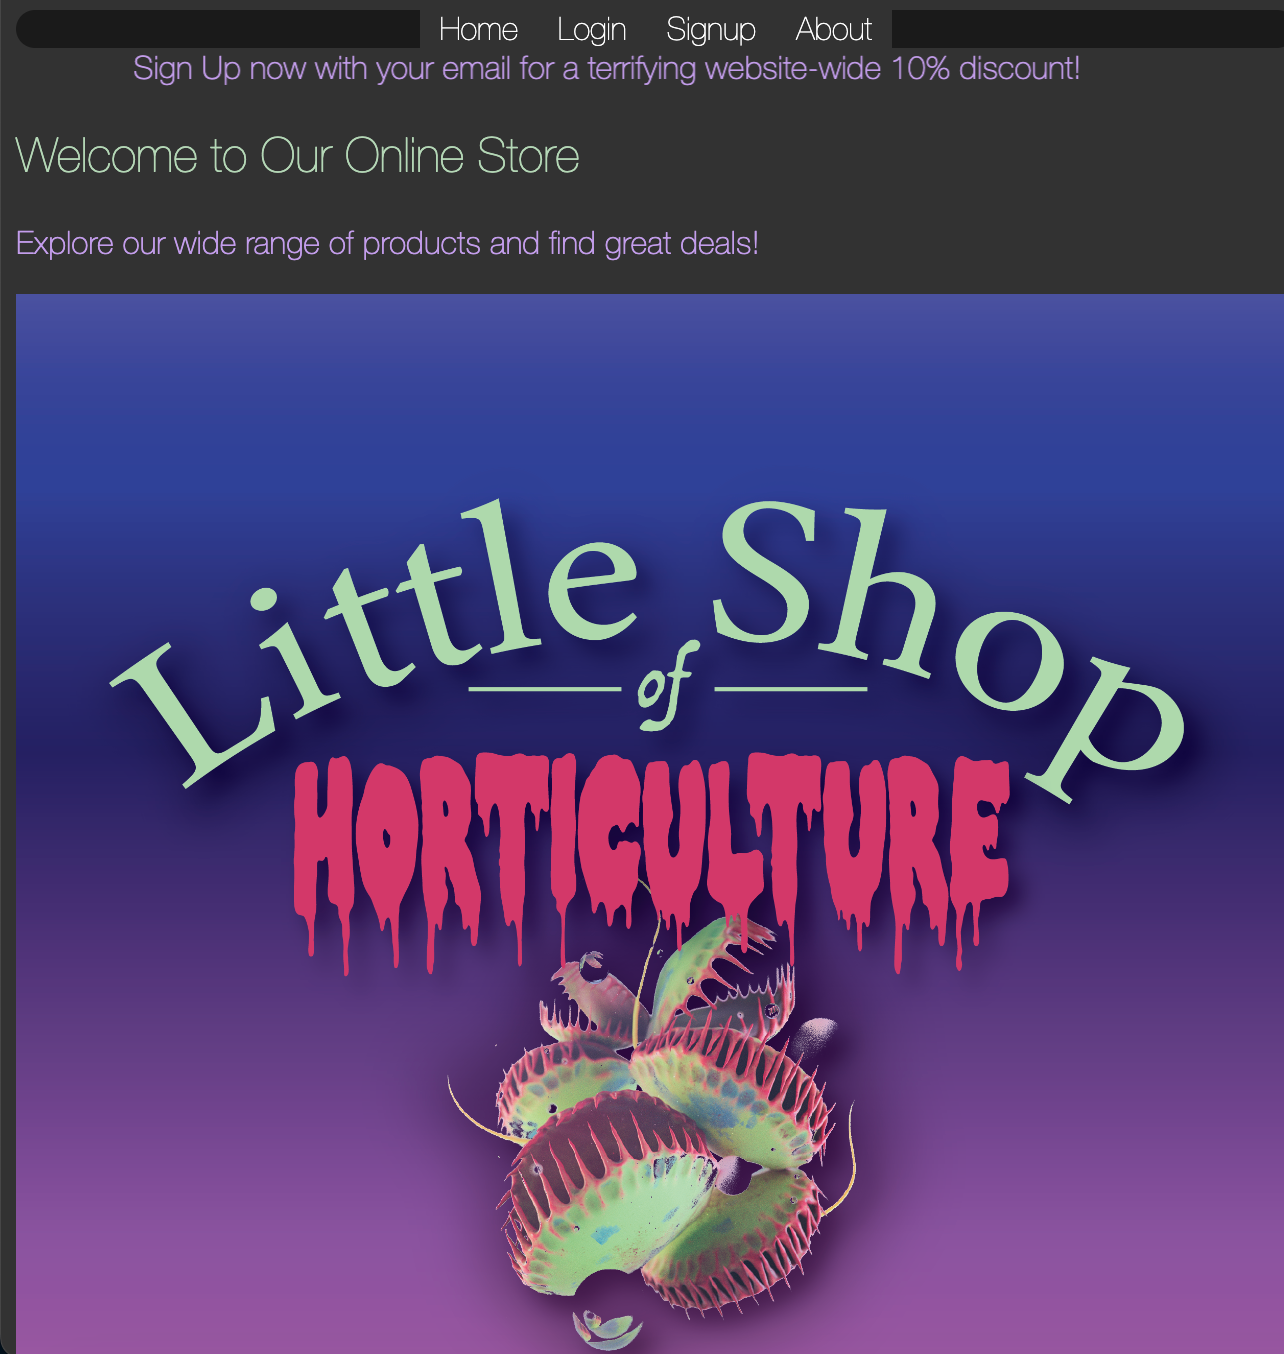 Home Login Signup About
Sign Up now with your email for a terrifying website-wide 10% discount!
Welcome to Our Online Store
Explore our wide range of products and find great deals!
Little Shop
of
HORTICULTURE